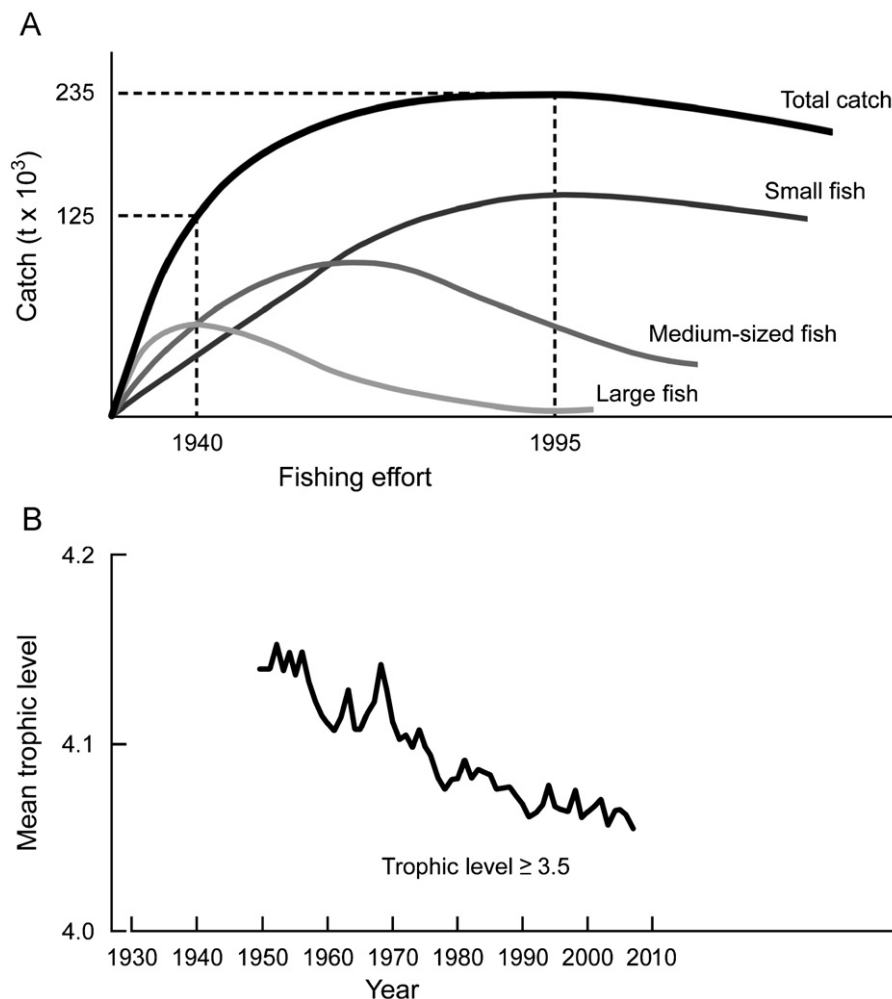 A
235
125
Catch (t x 10³)
Total catch
Small fish
Medium-sized fish
Large fish
1940
1995
Fishing effort
B
4.2
4.1
4.0
Mean trophic level
Trophic level ≥ 3.5
1930 1940 1950 1960 1970 1980 1990 2000 2010
Year